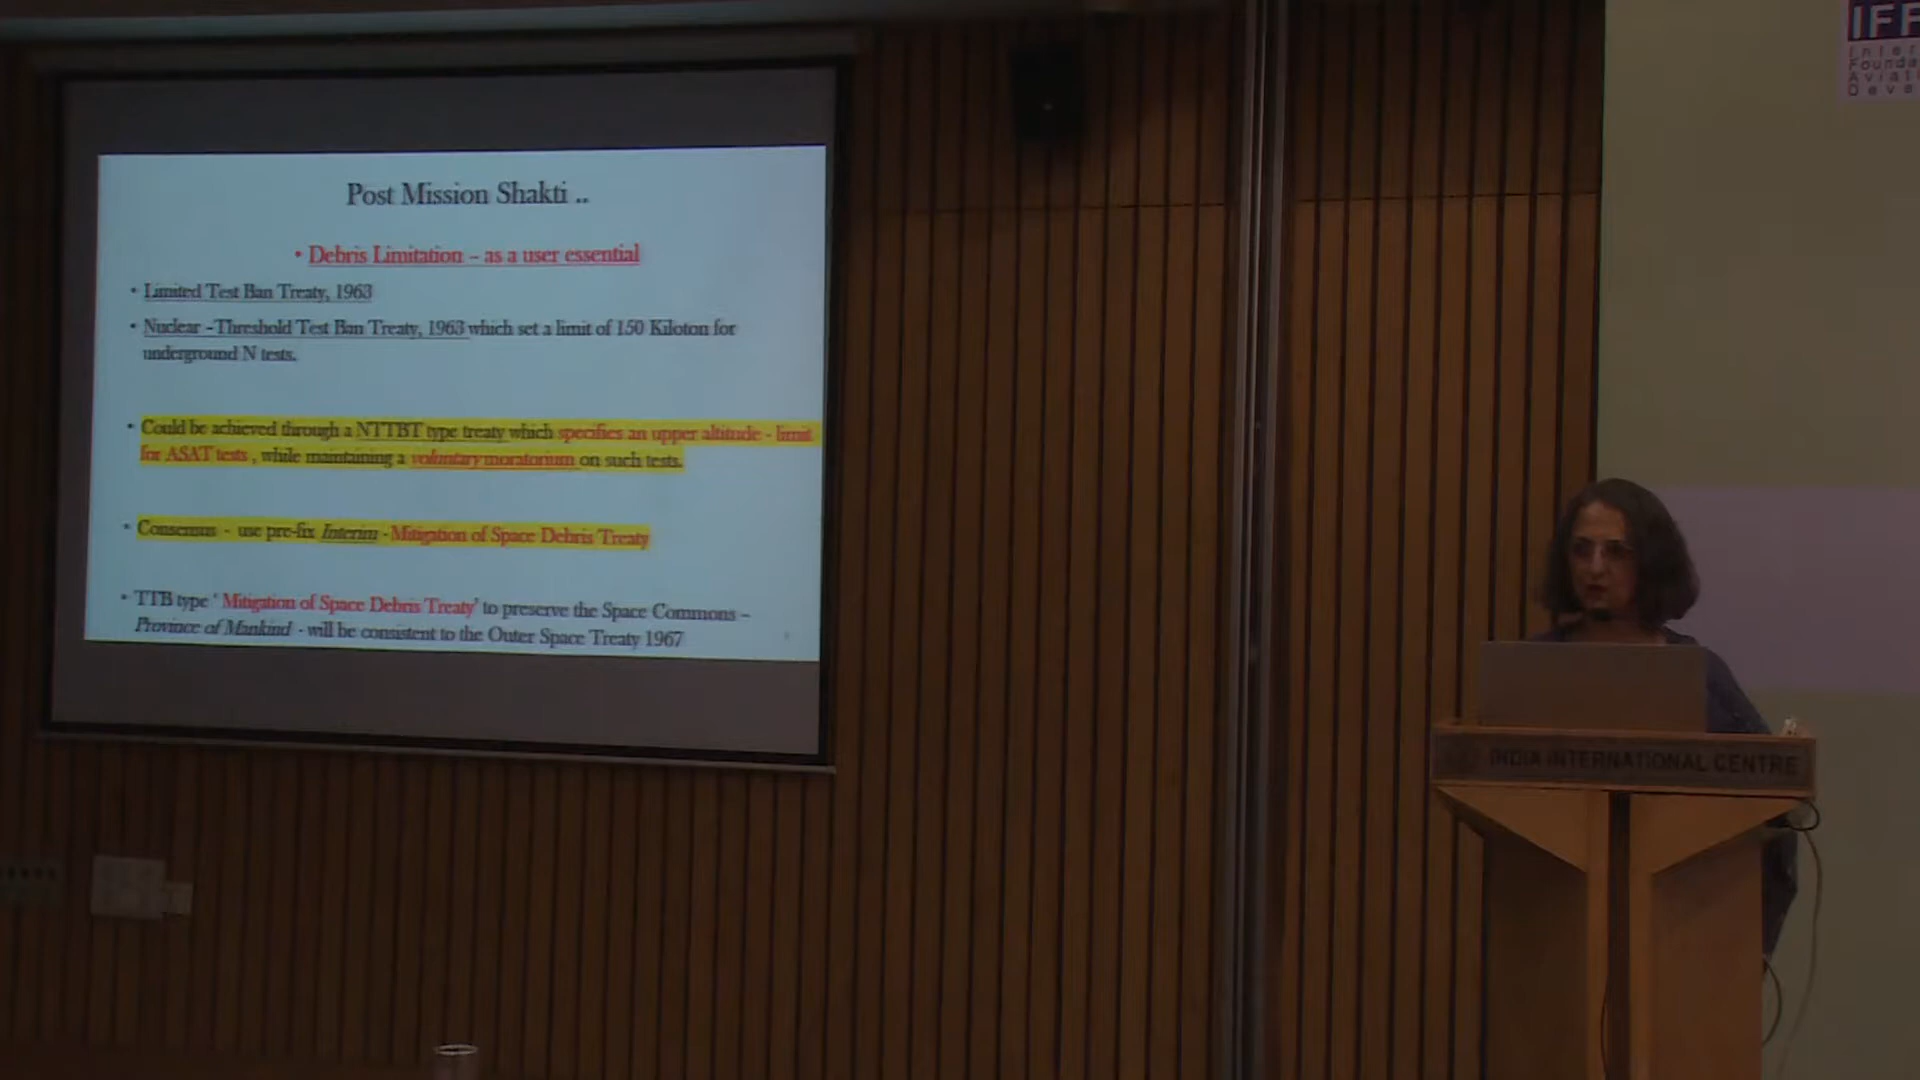 Post Mission Shakti ..
• Debris Limitation – as a user essential
• Limited Test Ban Treaty, 1963
• Nuclear –Threshold Test Ban Treaty, 1963 which set a limit of 150 Kiloton for
underground N tests.
• Could be achieved through a NTTBT type treaty which specifies an upper altitude - limit
for ASAT tests , while maintaining a voluntary moratorium on such tests.
• Consensus - use pre-fix Interim - Mitigation of Space Debris Treaty
• TTB type ' Mitigation of Space Debris Treaty' to preserve the Space Commons –
Province of Mankind - will be consistent to the Outer Space Treaty 1967
INDIA INTERNATIONAL CENTRE
Founda
Aviati
Deve